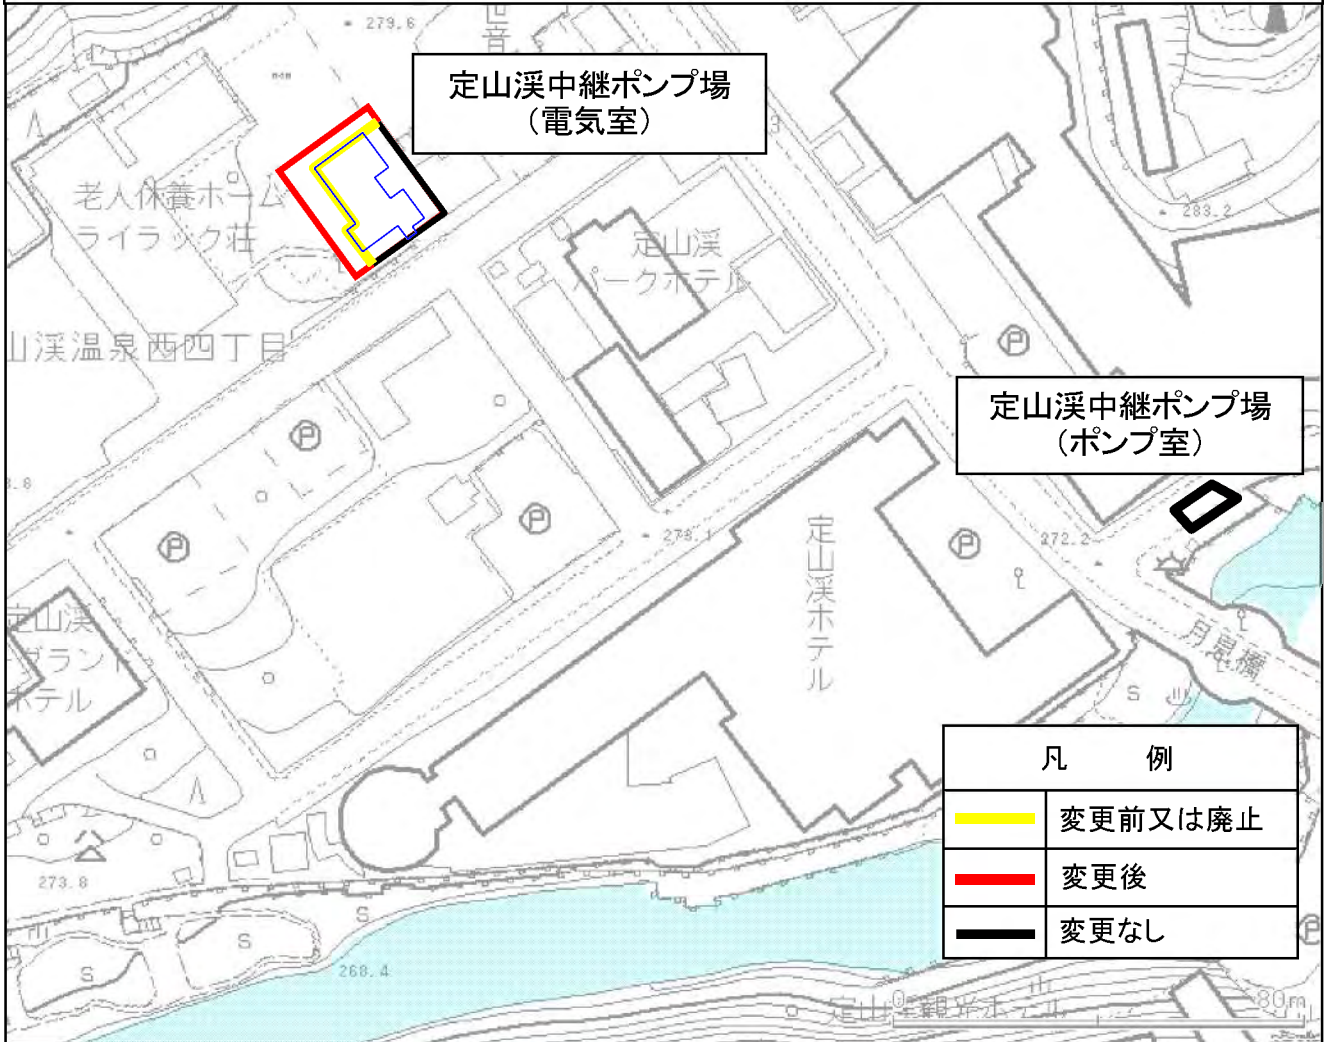 279.6
定山渓中継ポンプ場
（電気室）
老人休養ホーム
ライラック荘
定山渓
パークホテル
283.2
山渓温泉西四丁目
定山渓中継ポンプ場
（ポンプ室）
278.1
272.2
定山渓ホテル
定山渓
グランド
ホテル
月見橋
S
凡　例
変更前又は廃止
変更後
変更なし
273.8
S
S
S
268.4
0
80m